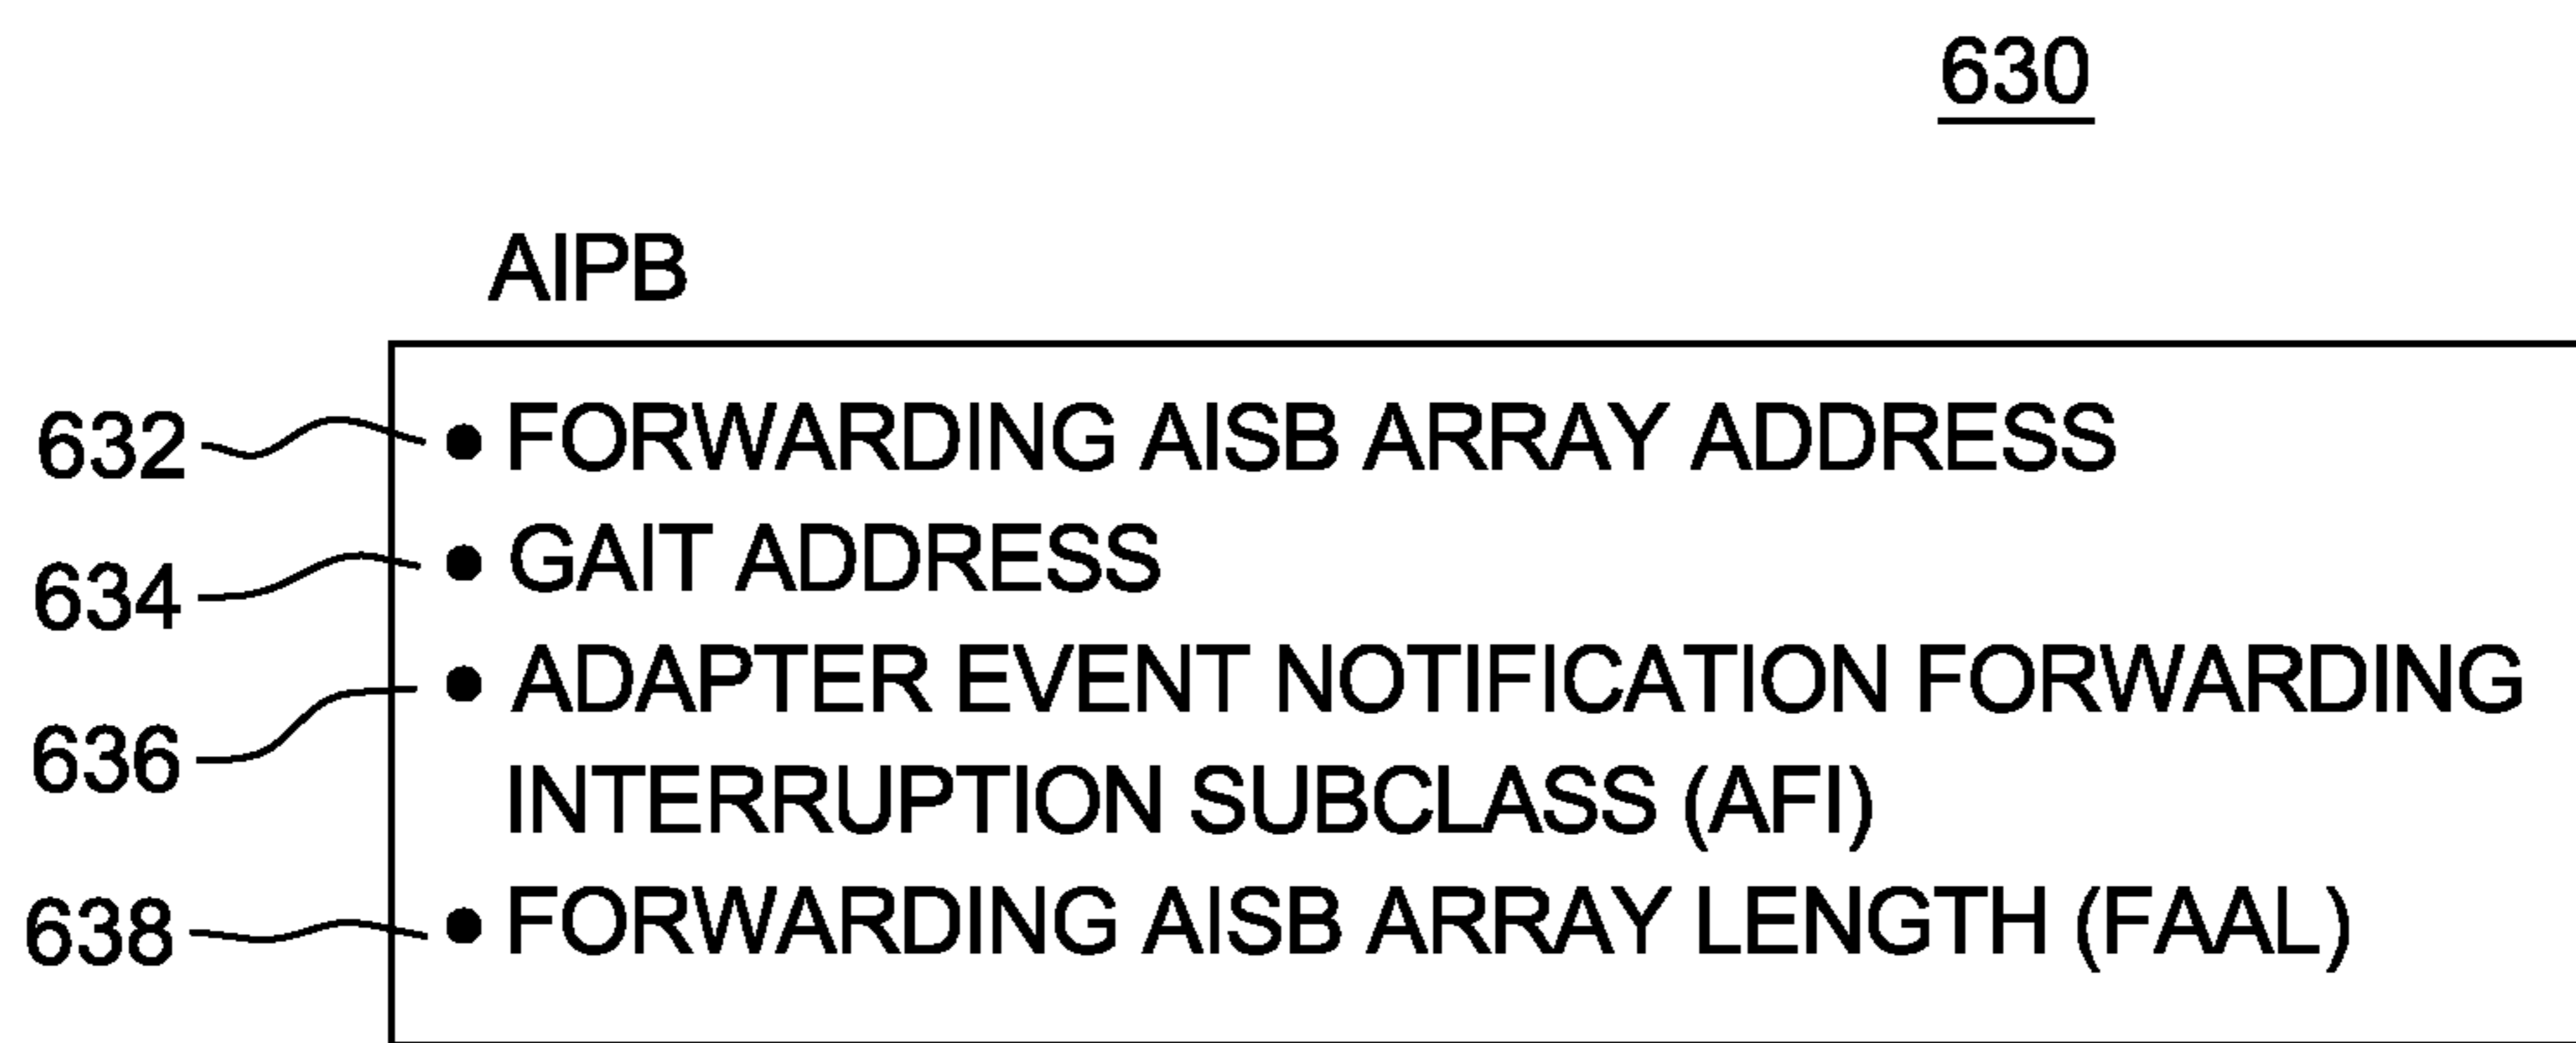 630
AIPB
632 • FORWARDING AISB ARRAY ADDRESS
634 • GAIT ADDRESS
636 • ADAPTER EVENT NOTIFICATION FORWARDING
INTERRUPTION SUBCLASS (AFI)
638 • FORWARDING AISB ARRAY LENGTH (FAAL)